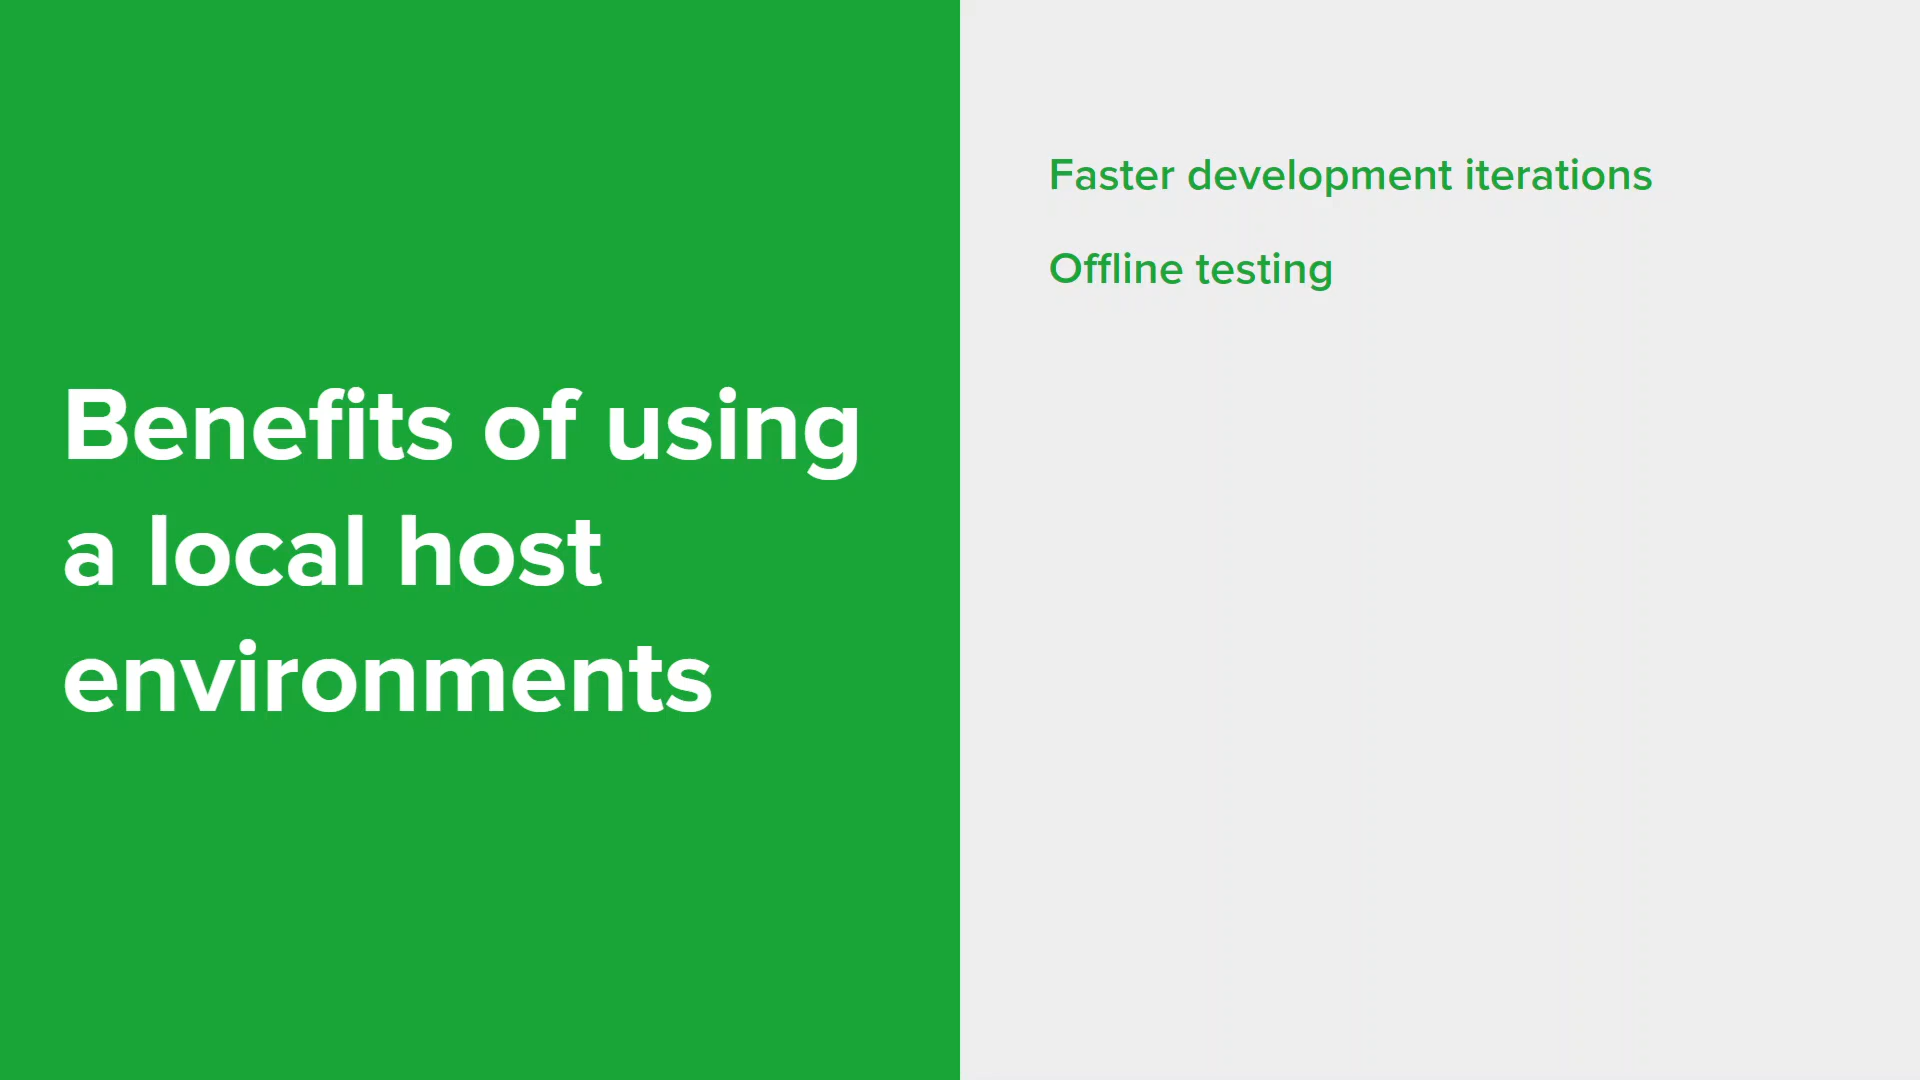 Benefits of using
a local host
environments
Faster development iterations
Offline testing